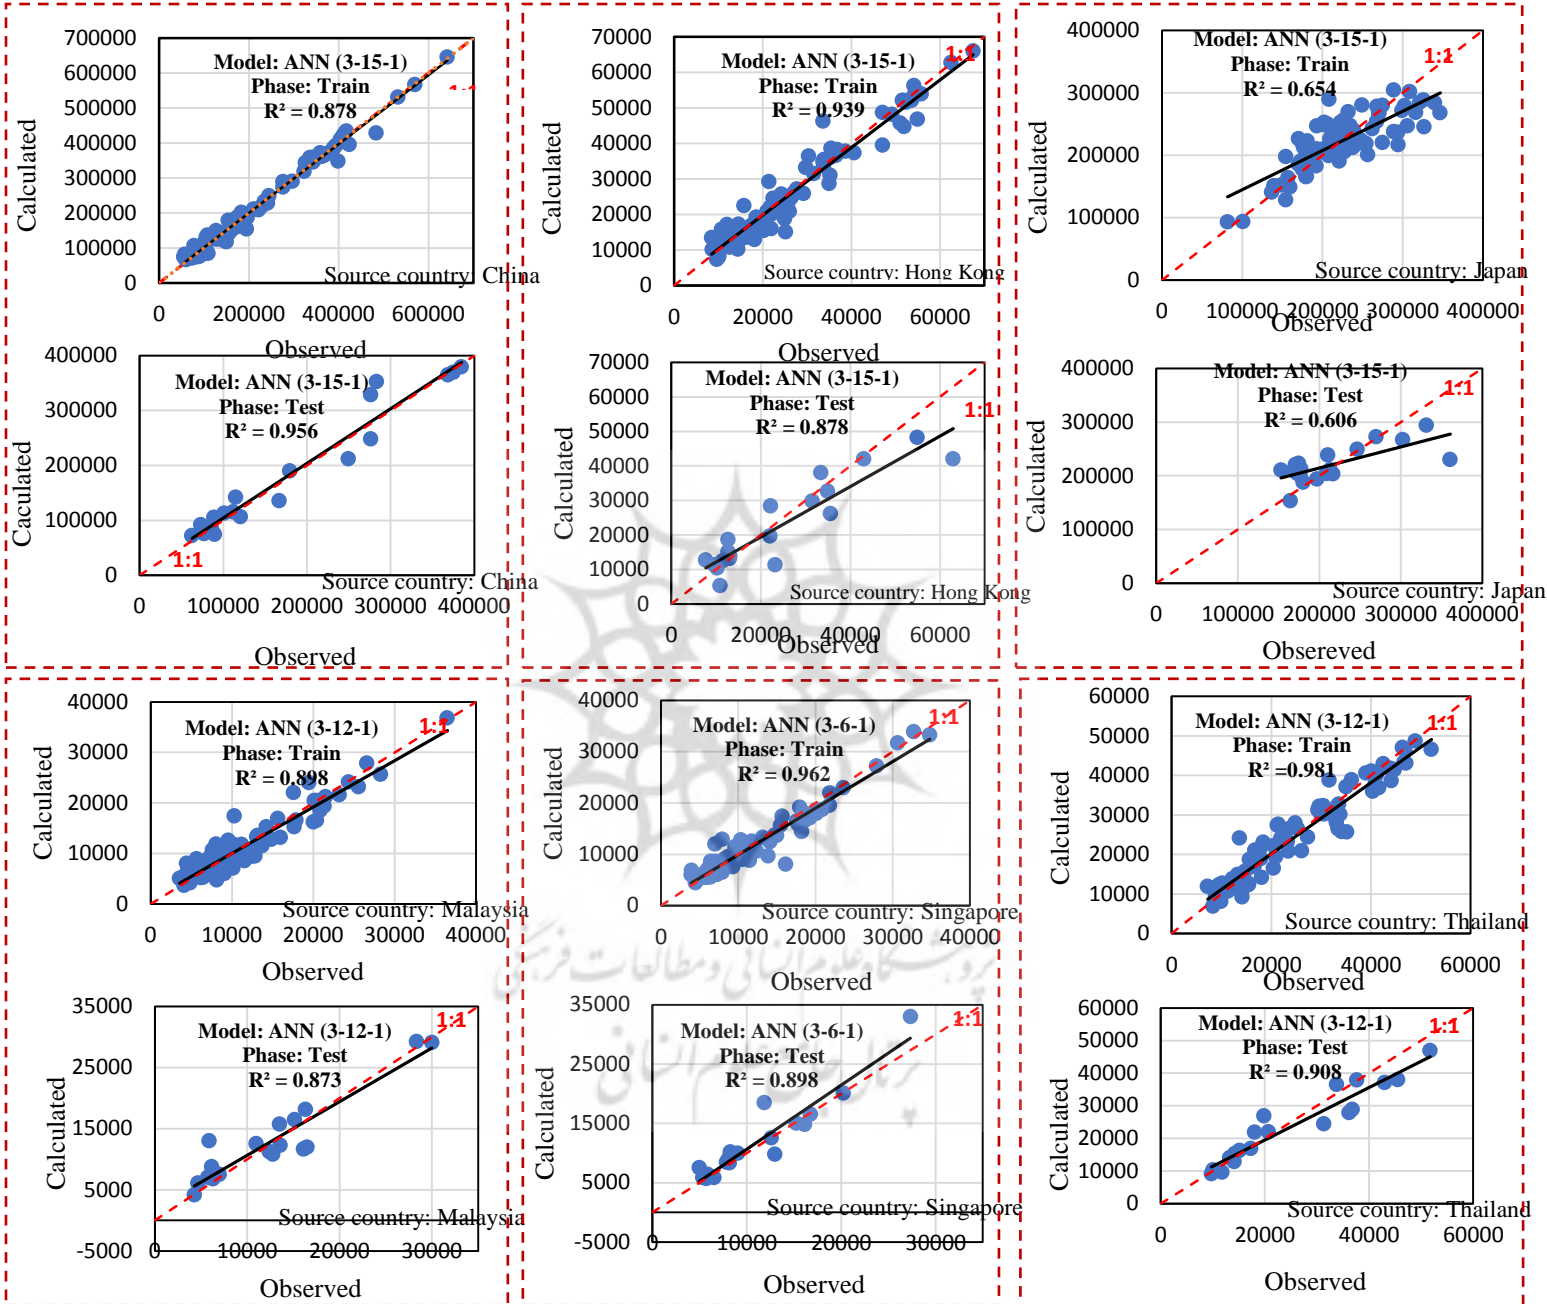 700000
600000
500000
400000
300000
200000
100000
0
Calculated
Model: ANN (3-15-1)
Phase: Train
R² = 0.878
Source country: China
0 200000 400000 600000
Observed
70000
60000
50000
40000
30000
20000
10000
0
Calculated
Model: ANN (3-15-1)
Phase: Train
R² = 0.939
1:1
Source country: Hong Kong
0 20000 40000 60000
Observed
400000
300000
200000
100000
0
Calculated
Model: ANN (3-15-1)
Phase: Train
R² = 0.654
1:1
Source country: Japan
0 100000 200000 300000 400000
Observed
400000
300000
200000
100000
0
Caculated
Model: ANN (3-15-1)
Phase: Test
R² = 0.956
1:1
Source country: China
0 100000 200000 300000 400000
Observed
70000
60000
50000
40000
30000
20000
10000
0
Calculated
Model: ANN (3-15-1)
Phase: Test
R² = 0.878
1:1
Source country: Hong Kong
0 20000 40000 60000
Observed
400000
300000
200000
100000
0
Calculated
Model: ANN (3-15-1)
Phase: Test
R² = 0.606
1:1
Source country: Japan
0 100000 200000 300000 400000
Obsereved
40000
30000
20000
10000
0
Calculated
Model: ANN (3-12-1)
Phase: Train
R² = 0.898
1:1
Source country: Malaysia
0 10000 20000 30000 40000
Observed
40000
30000
20000
10000
0
Calculated
Model: ANN (3-6-1)
Phase: Train
R² = 0.962
1:1
Source country: Singapore
0 10000 20000 30000 40000
Observed
60000
50000
40000
30000
20000
10000
0
Calculated
Model: ANN (3-12-1)
Phase: Train
R² =0.981
1:1
Source country: Thailand
0 20000 40000 60000
Observed
پژوهشگاه علوم انسانی و مطالعات فرهنگی
پرتال جامع علوم انسانی
35000
25000
15000
5000
-5000
Calculated
Model: ANN (3-12-1)
Phase: Test
R² = 0.873
1:1
Source country: Malaysia
0 10000 20000 30000
Observed
35000
25000
15000
5000
-5000
Calculated
Model: ANN (3-6-1)
Phase: Test
R² = 0.898
1:1
Source country: Singapore
0 10000 20000 30000
Observed
60000
50000
40000
30000
20000
10000
0
Calculated
Model: ANN (3-12-1)
Phase: Test
R² = 0.908
1:1
Source country: Thailand
0 20000 40000 60000
Observed